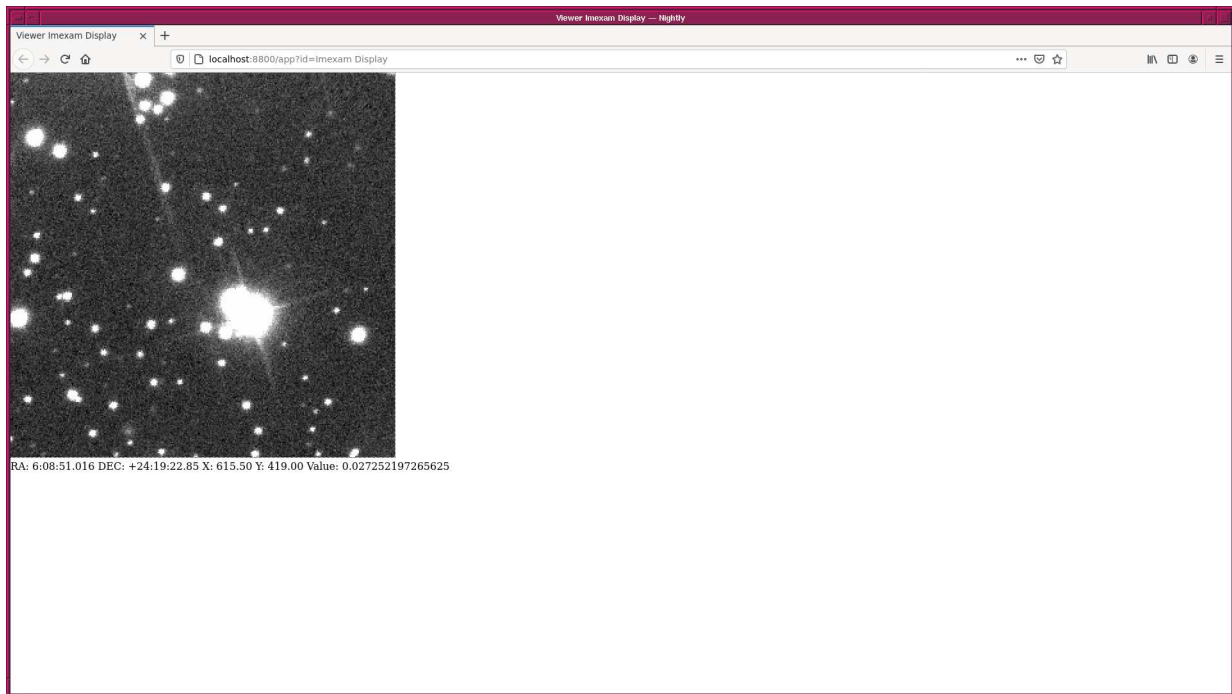 Viewer Imexam Display — Nightly
Viewer Imexam Display
localhost:8800/app?id=Imexam Display
RA: 6:08:51.016 DEC: +24:19:22.85 X: 615.50 Y: 419.00 Value: 0.027252197265625